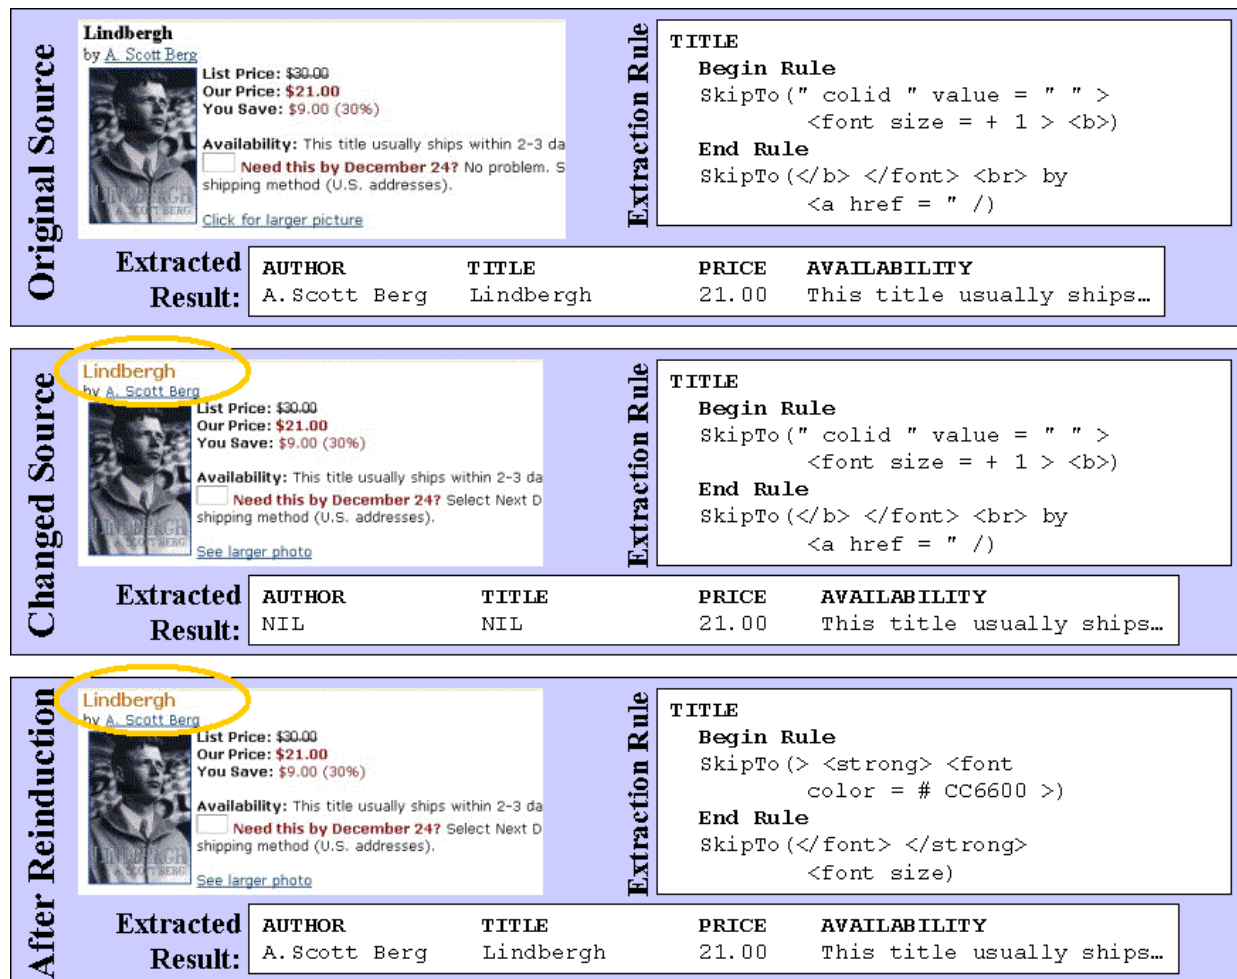 Original Source
Lindbergh
by A. Scott Berg
List Price: $30.00
Our Price: $21.00
You Save: $9.00 (30%)
Availability: This title usually ships within 2-3 da
Need this by December 24? No problem. S
shipping method (U.S. addresses).
Click for larger picture
LINDBERGH
A. SCOTT BERG
Extraction Rule
TITLE
Begin Rule
SkipTo(" colid " value = " " >
<font size = + 1 > <b>)
End Rule
SkipTo(</b> </font> <br> by
<a href = " /)
Extracted
Result:
AUTHOR TITLE PRICE AVAILABILITY
A.Scott Berg Lindbergh 21.00 This title usually ships…
Changed Source
Lindbergh
by A. Scott Berg
List Price: $30.00
Our Price: $21.00
You Save: $9.00 (30%)
Availability: This title usually ships within 2-3 da
Need this by December 24? Select Next D
shipping method (U.S. addresses).
See larger photo
LINDBERGH
A. SCOTT BERG
Extraction Rule
TITLE
Begin Rule
SkipTo(" colid " value = " " >
<font size = + 1 > <b>)
End Rule
SkipTo(</b> </font> <br> by
<a href = " /)
Extracted
Result:
AUTHOR TITLE PRICE AVAILABILITY
NIL NIL 21.00 This title usually ships…
After Reinduction
Lindbergh
by A. Scott Berg
List Price: $30.00
Our Price: $21.00
You Save: $9.00 (30%)
Availability: This title usually ships within 2-3 da
Need this by December 24? Select Next D
shipping method (U.S. addresses).
See larger photo
LINDBERGH
A. SCOTT BERG
Extraction Rule
TITLE
Begin Rule
SkipTo(> <strong> <font
color = # CC6600 >)
End Rule
SkipTo(</font> </strong>
<font size)
Extracted
Result:
AUTHOR TITLE PRICE AVAILABILITY
A.Scott Berg Lindbergh 21.00 This title usually ships…